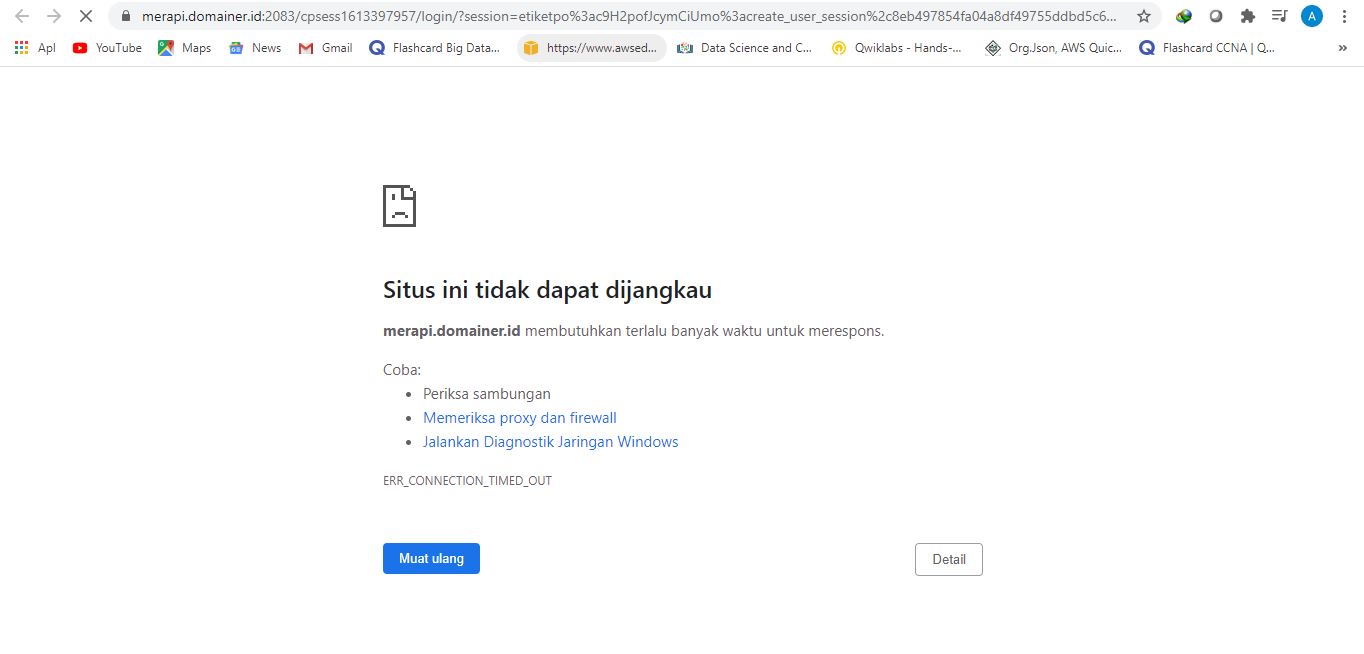 merapi.domainer.id:2083/cpsess1613397957/login/?session=etiketpo%3ac9H2pofJcymCiUmo%3acreate_user_session%2c8eb497854fa04a8df49755ddbd5c6...
A
Apl YouTube Maps News Gmail Flashcard Big Data... https://www.awsed... Data Science and C... Qwiklabs - Hands-... Org.Json, AWS Quic... Flashcard CCNA | Q... »
Situs ini tidak dapat dijangkau
merapi.domainer.id membutuhkan terlalu banyak waktu untuk merespons.
Coba:
• Periksa sambungan
• Memeriksa proxy dan firewall
• Jalankan Diagnostik Jaringan Windows
ERR_CONNECTION_TIMED_OUT
Muat ulang Detail